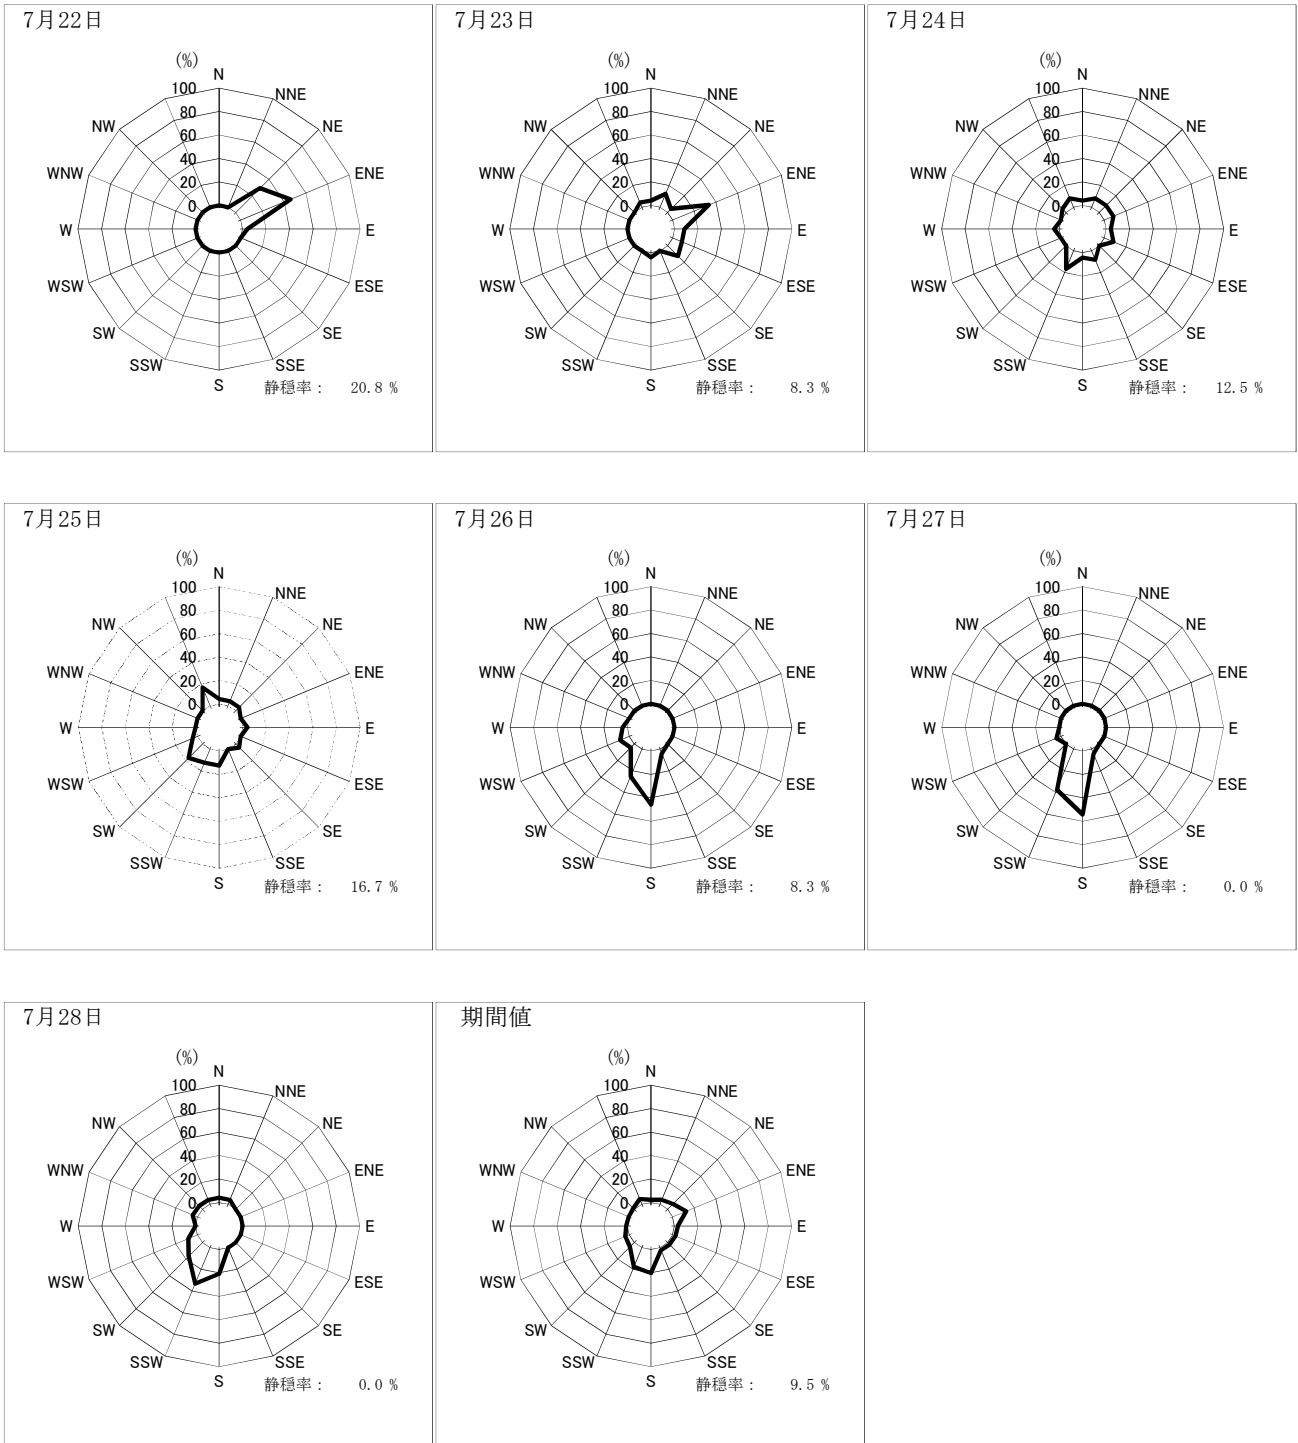 7月22日
(%)
N
100
NNE
80
NW
NE
60
40
WNW
ENE
20
0
W
E
WSW
ESE
SW
SE
SSW
SSE
S
静穏率: 20.8 %
7月23日
(%)
N
100
NNE
80
NW
NE
60
40
WNW
ENE
20
0
W
E
WSW
ESE
SW
SE
SSW
SSE
S
静穏率: 8.3 %
7月24日
(%)
N
100
NNE
80
NW
NE
60
40
WNW
ENE
20
0
W
E
WSW
ESE
SW
SE
SSW
SSE
S
静穏率: 12.5 %
7月25日
(%)
N
100
NNE
80
NW
NE
60
40
WNW
ENE
20
0
W
E
WSW
ESE
SW
SE
SSW
SSE
S
静穏率: 16.7 %
7月26日
(%)
N
100
NNE
80
NW
NE
60
40
WNW
ENE
20
0
W
E
WSW
ESE
SW
SE
SSW
SSE
S
静穏率: 8.3 %
7月27日
(%)
N
100
NNE
80
NW
NE
60
40
WNW
ENE
20
0
W
E
WSW
ESE
SW
SE
SSW
SSE
S
静穏率: 0.0 %
7月28日
(%)
N
100
NNE
80
NW
NE
60
40
WNW
ENE
20
0
W
E
WSW
ESE
SW
SE
SSW
SSE
S
静穏率: 0.0 %
期間値
(%)
N
100
NNE
80
NW
NE
60
40
WNW
ENE
20
0
W
E
WSW
ESE
SW
SE
SSW
SSE
S
静穏率: 9.5 %